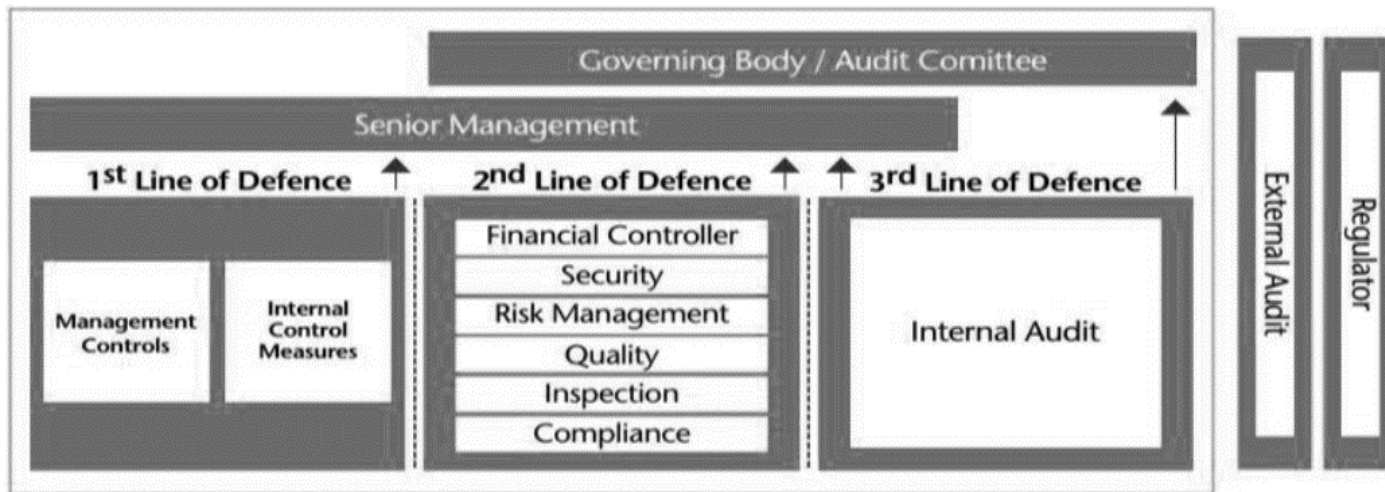 Governing Body / Audit Comittee
Senior Management
1st Line of Defence
2nd Line of Defence
3rd Line of Defence
Management
Controls
Internal
Control
Measures
Financial Controller
Security
Risk Management
Quality
Inspection
Compliance
Internal Audit
External Audit
Regulator